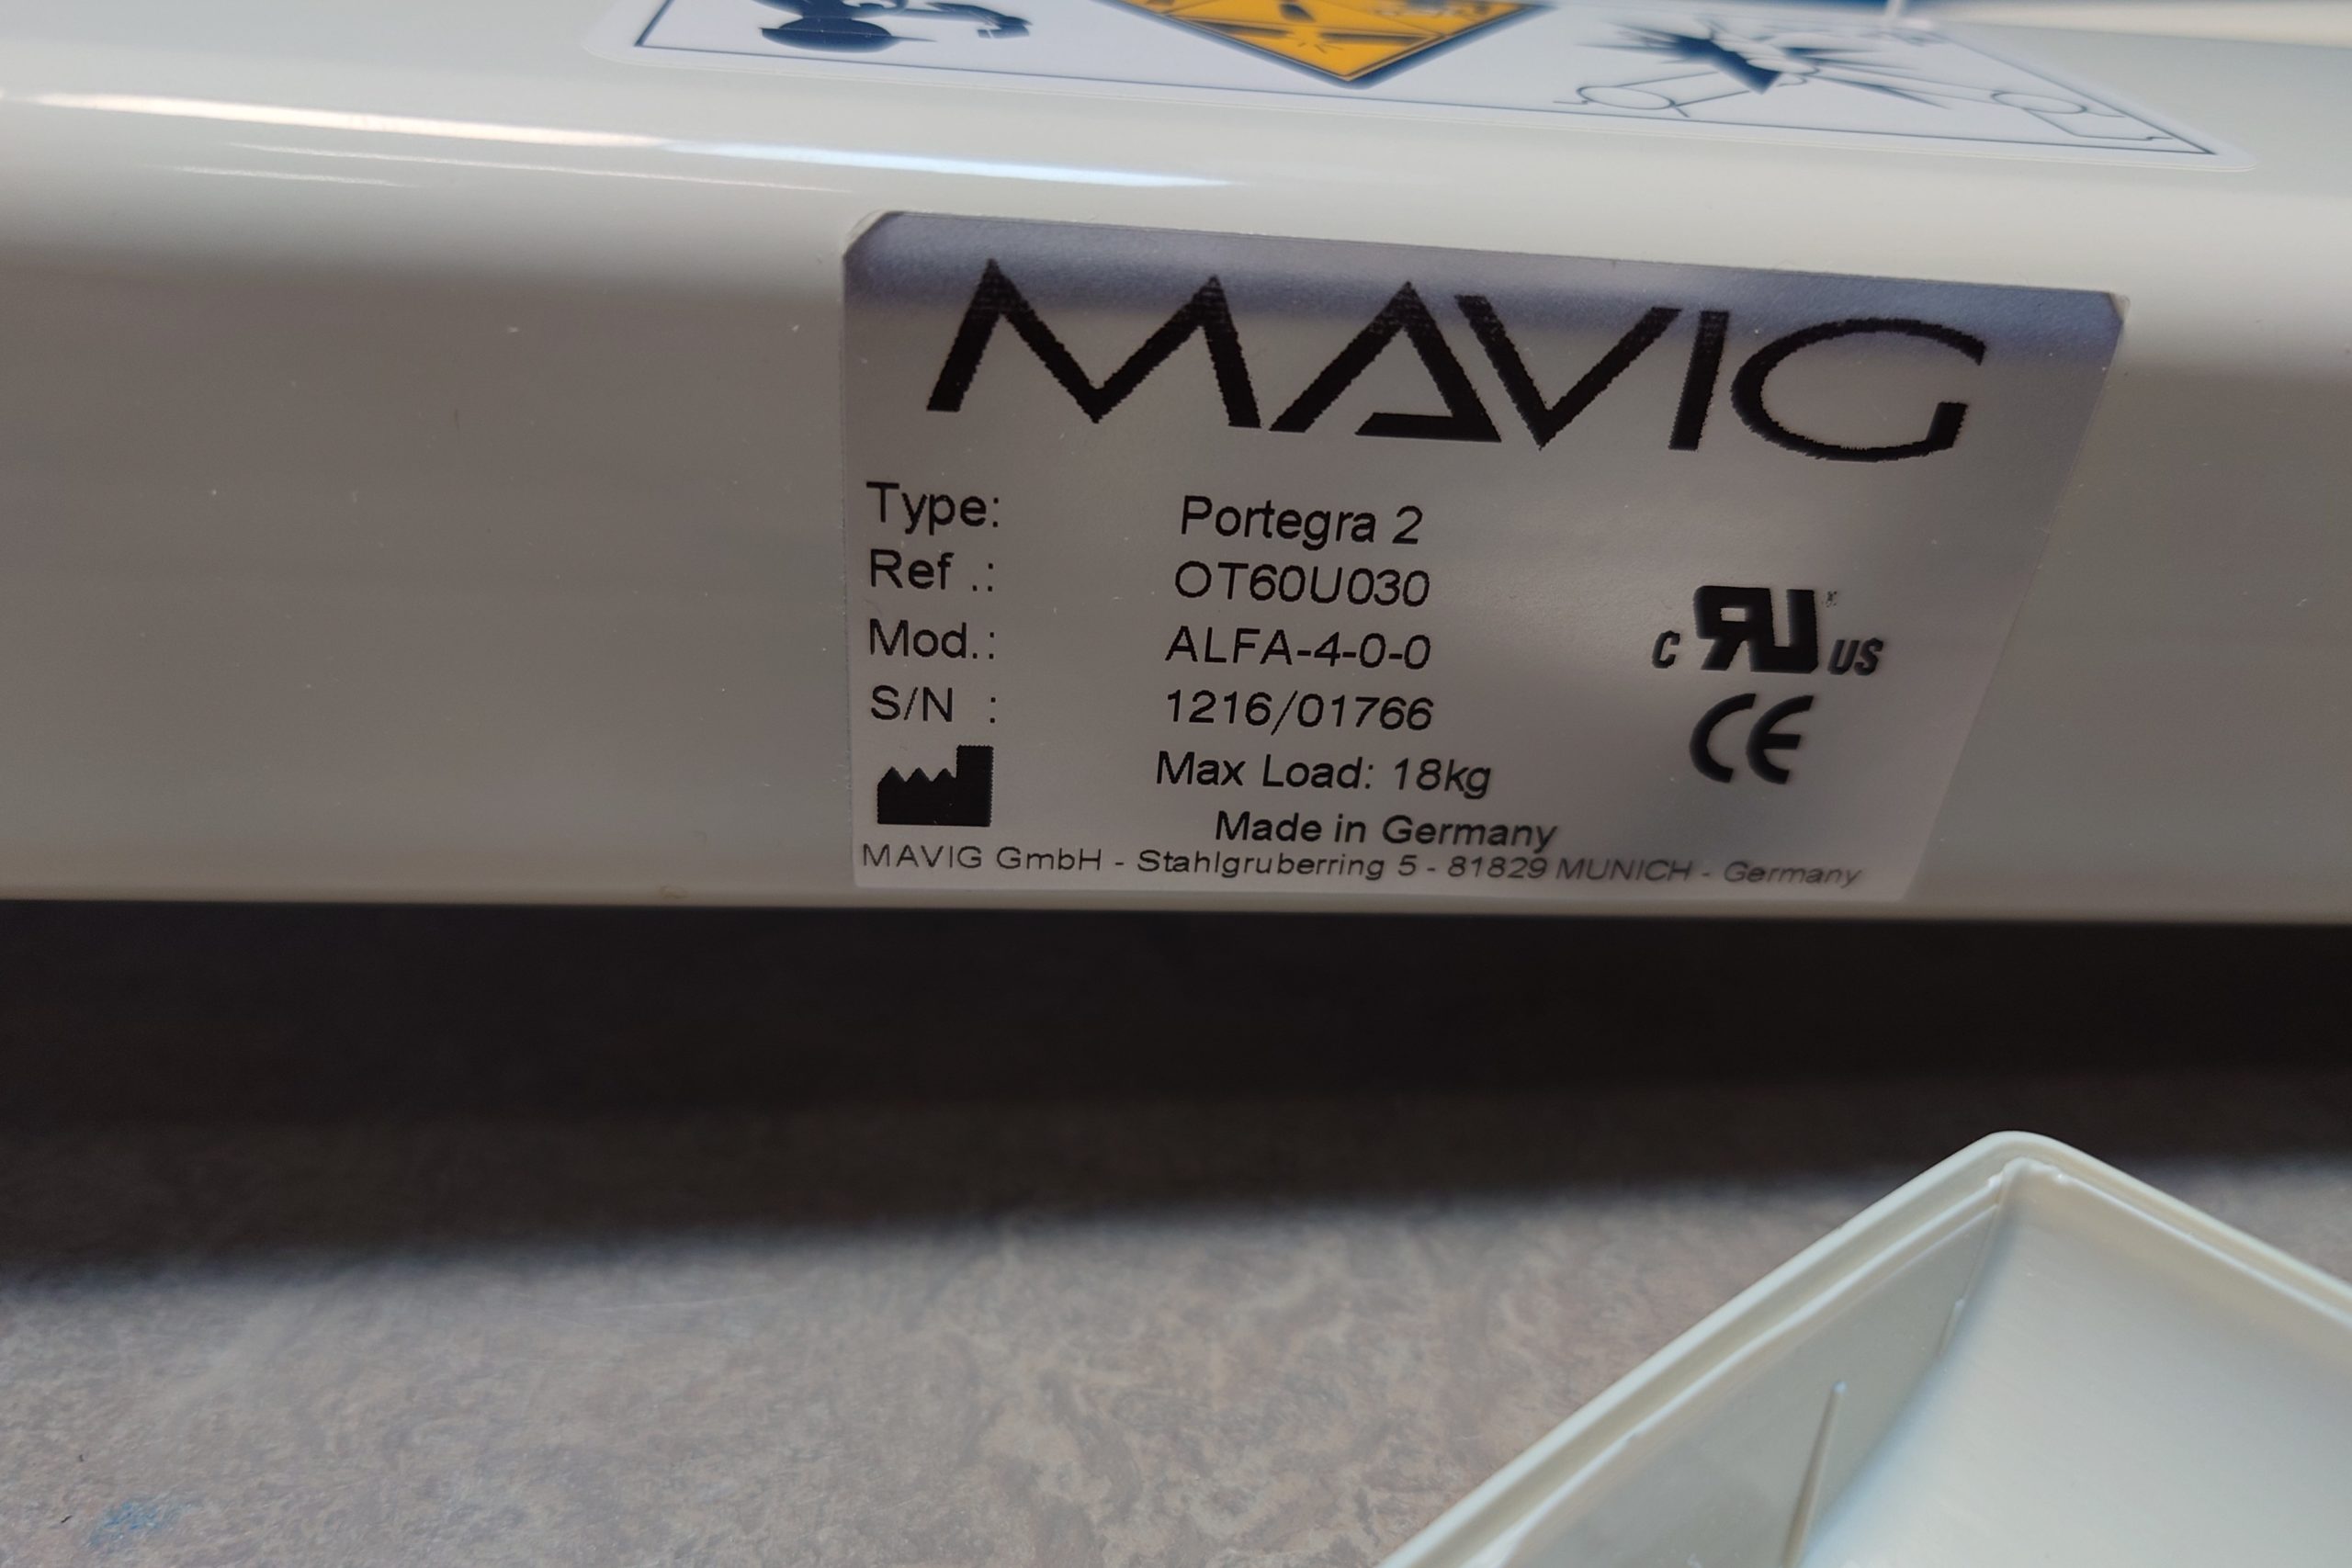 MAVIG
Type: Portegra 2
Ref .: OT60U030
Mod.: ALFA-4-0-0
S/N : 1216/01766
c RU ® US
CE
Max Load: 18kg
Made in Germany
MAVIG GmbH - Stahlgruberring 5 - 81829 MUNICH - Germany